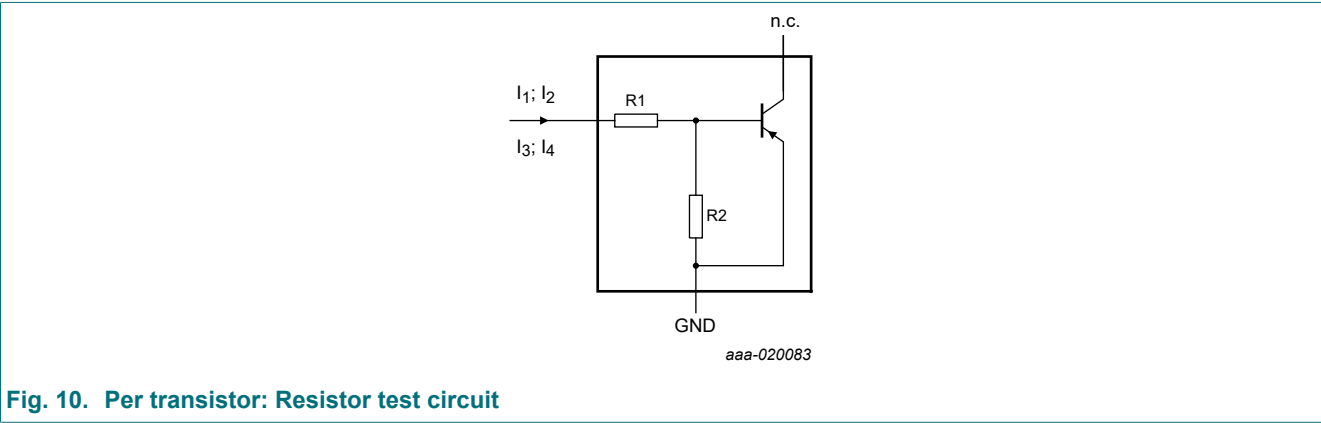 n.c.
I1; I2
R1
I3; I4
R2
GND
aaa-020083
Fig. 10. Per transistor: Resistor test circuit